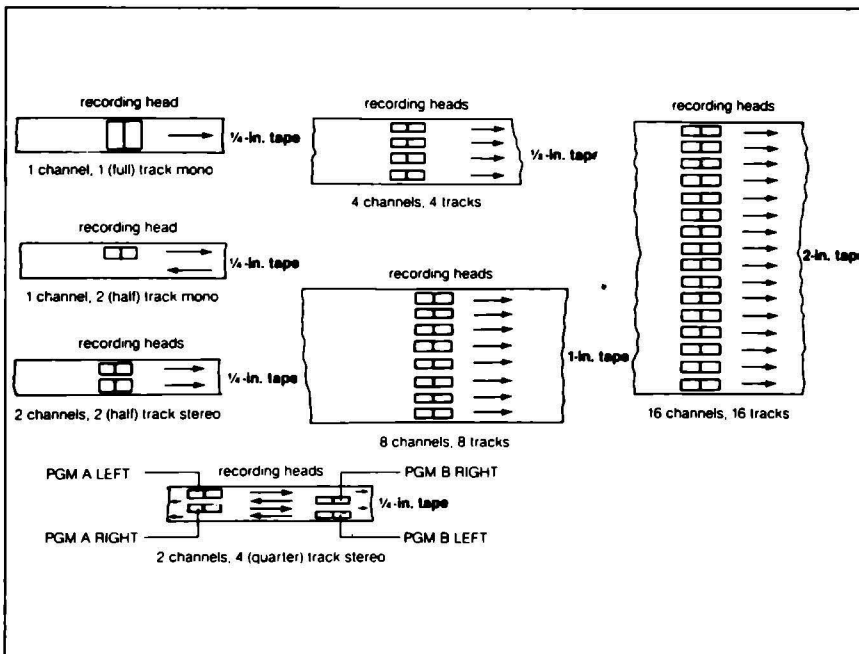 recording head
¼-in. tape
1 channel, 1 (full) track mono
recording head
¼-in. tape
1 channel, 2 (half) track mono
recording heads
¼-in. tape
2 channels, 2 (half) track stereo
recording heads
½-in. tape
4 channels, 4 tracks
recording heads
1-in. tape
8 channels, 8 tracks
recording heads
2-in. tape
16 channels, 16 tracks
PGM A LEFT
recording heads
PGM B RIGHT
¼-in. tape
PGM A RIGHT
PGM B LEFT
2 channels, 4 (quarter) track stereo